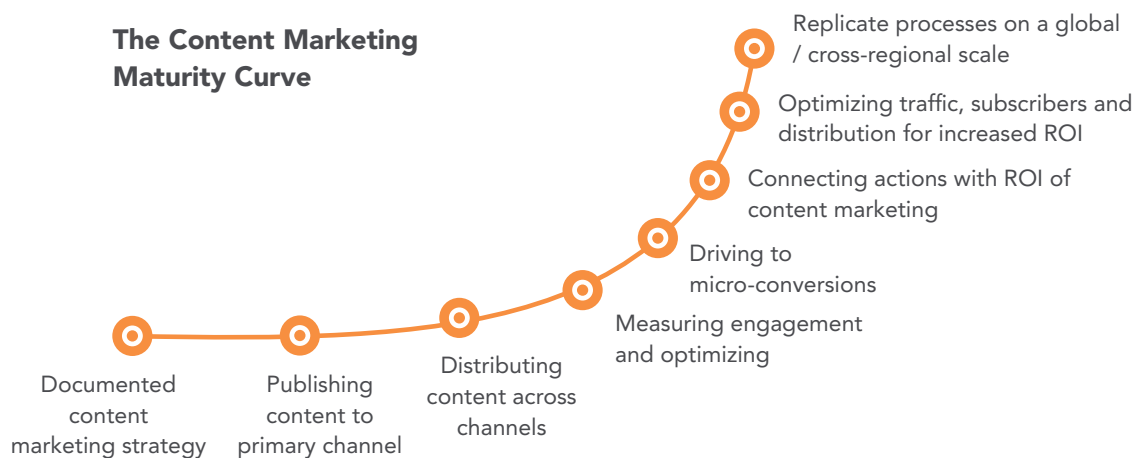 The Content Marketing
Maturity Curve
Documented
content
marketing strategy
Publishing
content to
primary channel
Distributing
content across
channels
Measuring engagement
and optimizing
Driving to
micro-conversions
Connecting actions with ROI of
content marketing
Optimizing traffic, subscribers and
distribution for increased ROI
Replicate processes on a global
/ cross-regional scale